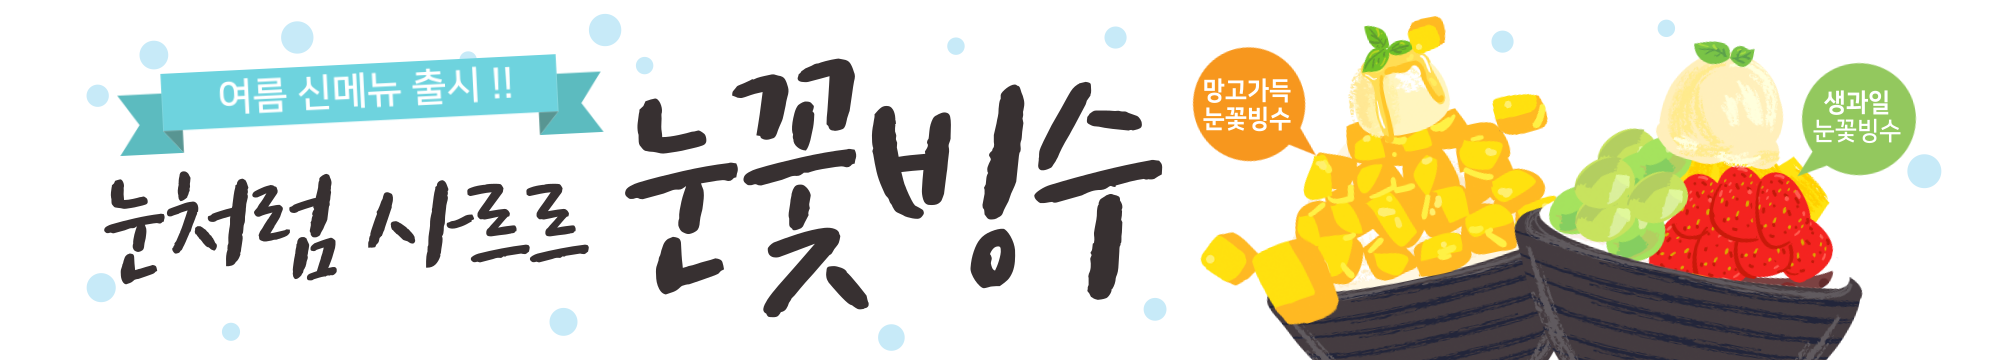 여름 신메뉴 출시 !!
눈처럼 사르르
눈꽃빙수
망고가득
눈꽃빙수
생과일
눈꽃빙수